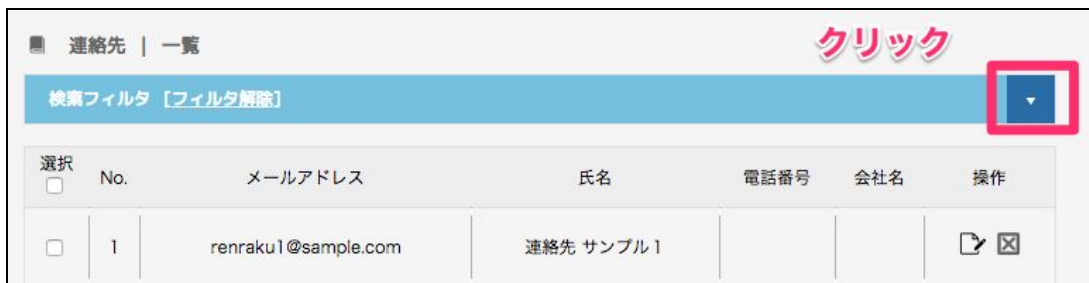 連絡先 | 一覧
クリック
検索フィルタ [フィルタ解除]
選択 No. メールアドレス 氏名 電話番号 会社名 操作
1 renraku1@sample.com 連絡先 サンプル 1